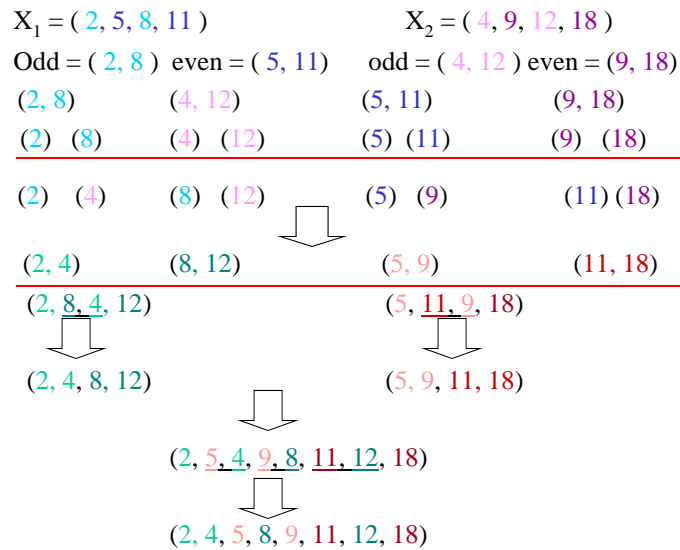 X1 = ( 2, 5, 8, 11 ) X2 = ( 4, 9, 12, 18 )
Odd = ( 2, 8 ) even = ( 5, 11) odd = ( 4, 12 ) even = (9, 18)
(2, 8) (4, 12) (5, 11) (9, 18)
(2) (8) (4) (12) (5) (11) (9) (18)
(2) (4) (8) (12) (5) (9) (11) (18)
(2, 4) (8, 12) (5, 9) (11, 18)
(2, 8, 4, 12) (5, 11, 9, 18)
(2, 4, 8, 12) (5, 9, 11, 18)
(2, 5, 4, 9, 8, 11, 12, 18)
(2, 4, 5, 8, 9, 11, 12, 18)